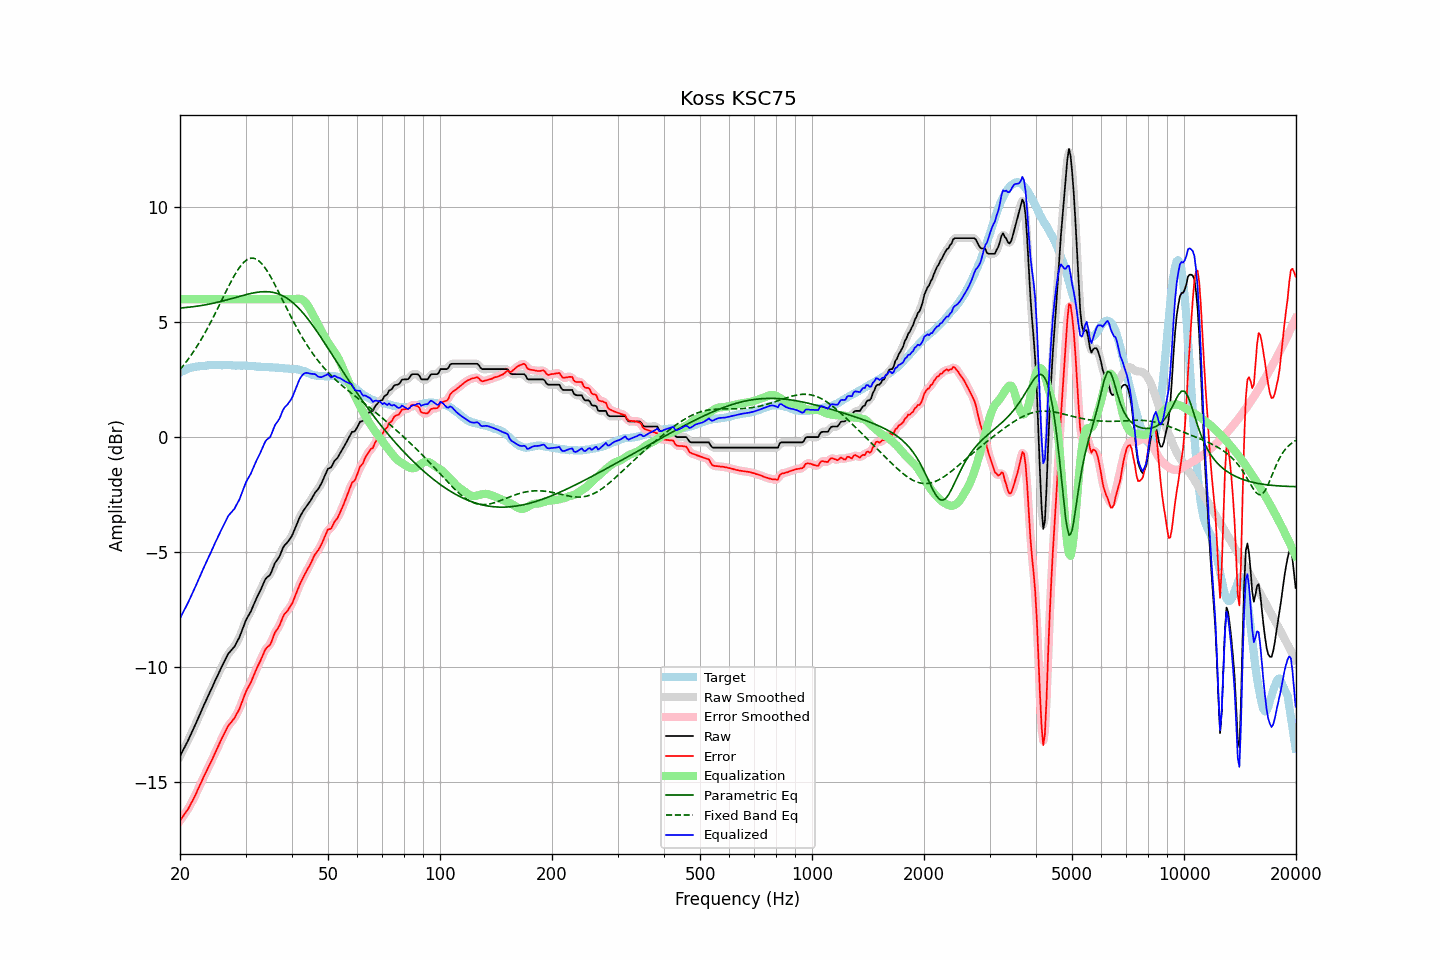 Koss KSC75
Amplitude (dBr)
10
5
0
−5
−10
−15
Target
Raw Smoothed
Error Smoothed
Raw
Error
Equalization
Parametric Eq
Fixed Band Eq
Equalized
20 50 100 200 500 1000 2000 5000 10000 20000
Frequency (Hz)